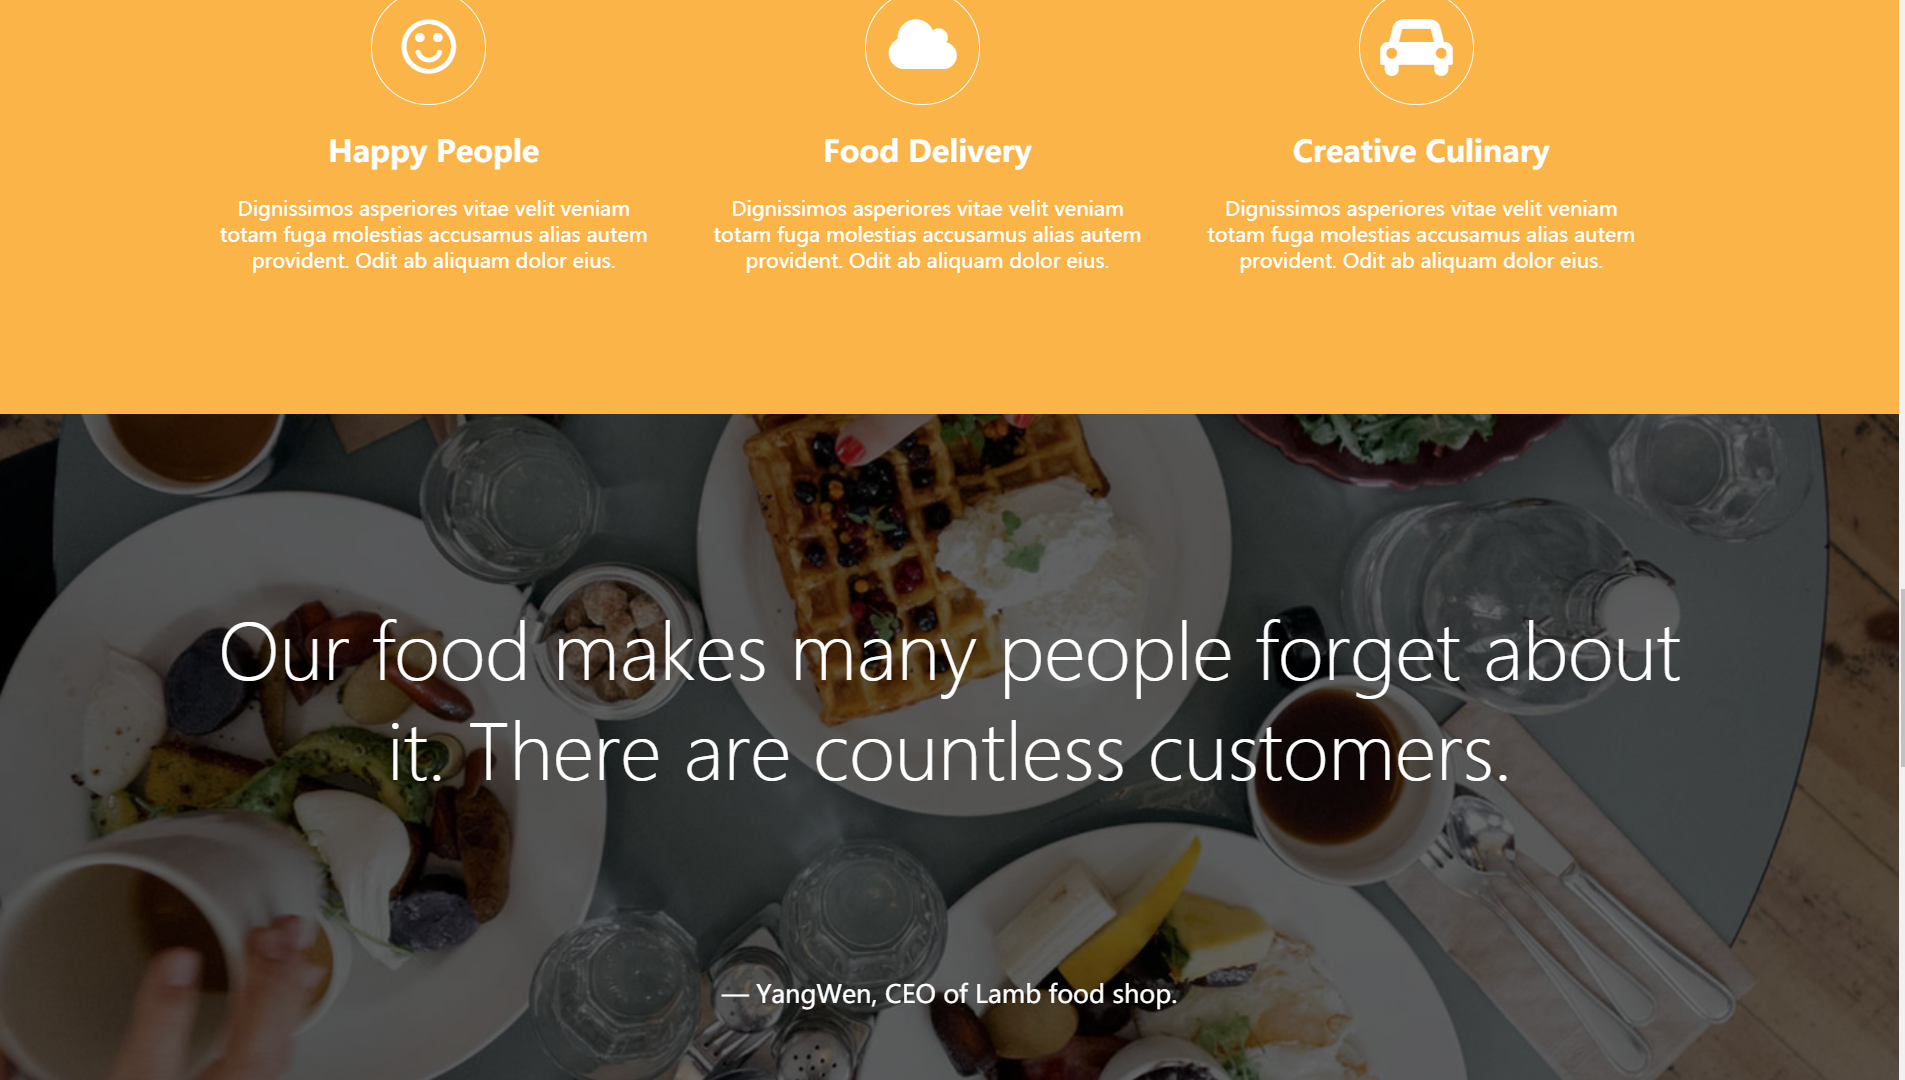 Happy People
Dignissimos asperiores vitae velit veniam
totam fuga molestias accusamus alias autem
provident. Odit ab aliquam dolor eius.
Food Delivery
Dignissimos asperiores vitae velit veniam
totam fuga molestias accusamus alias autem
provident. Odit ab aliquam dolor eius.
Creative Culinary
Dignissimos asperiores vitae velit veniam
totam fuga molestias accusamus alias autem
provident. Odit ab aliquam dolor eius.
Our food makes many people forget about
it. There are countless customers.
— YangWen, CEO of Lamb food shop.